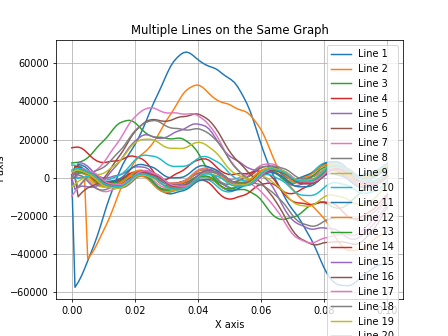 Multiple Lines on the Same Graph
60000
40000
20000
0
−20000
−40000
−60000
0.00
0.02
0.04
0.06
X axis
Line 1
Line 2
Line 3
Line 4
Line 5
Line 6
Line 7
Line 8
Line 9
Line 10
Line 11
Line 12
Line 13
Line 14
Line 15
Line 16
Line 17
Line 18
Line 19
Line 20